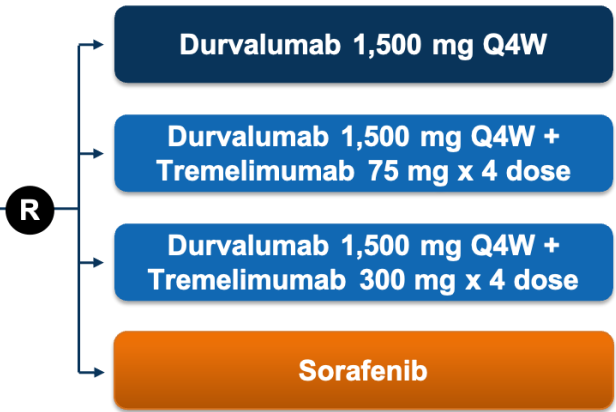 Durvalumab 1,500 mg Q4W
Durvalumab 1,500 mg Q4W +
Tremelimumab 75 mg x 4 dose
R
Durvalumab 1,500 mg Q4W +
Tremelimumab 300 mg x 4 dose
Sorafenib